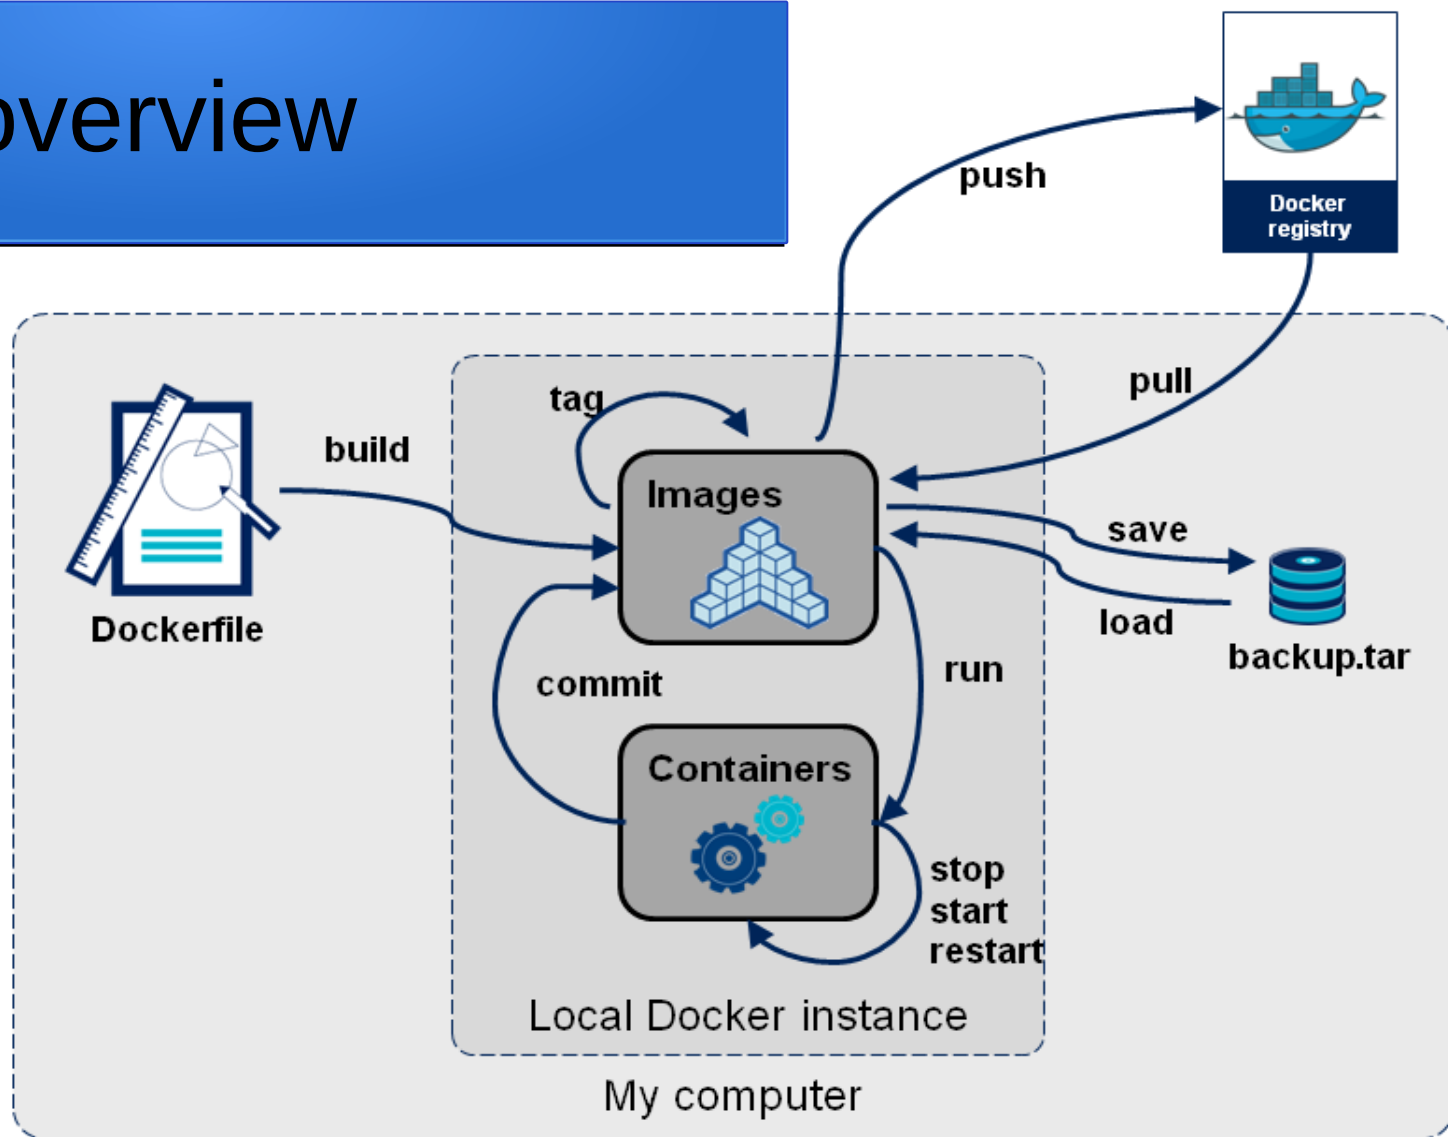 overview
push
Docker
registry
pull
tag
build
Images
save
load
Dockerfile
backup.tar
commit
run
Containers
stop
start
restart
Local Docker instance
My computer